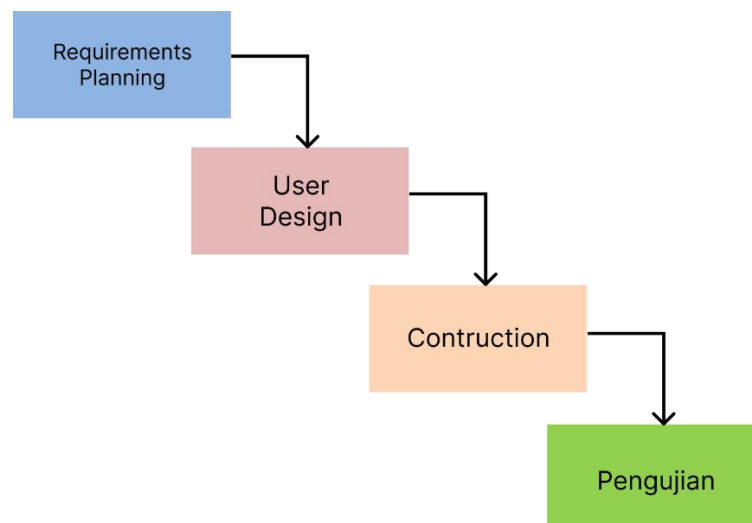 Requirements
Planning
User
Design
Contruction
Pengujian